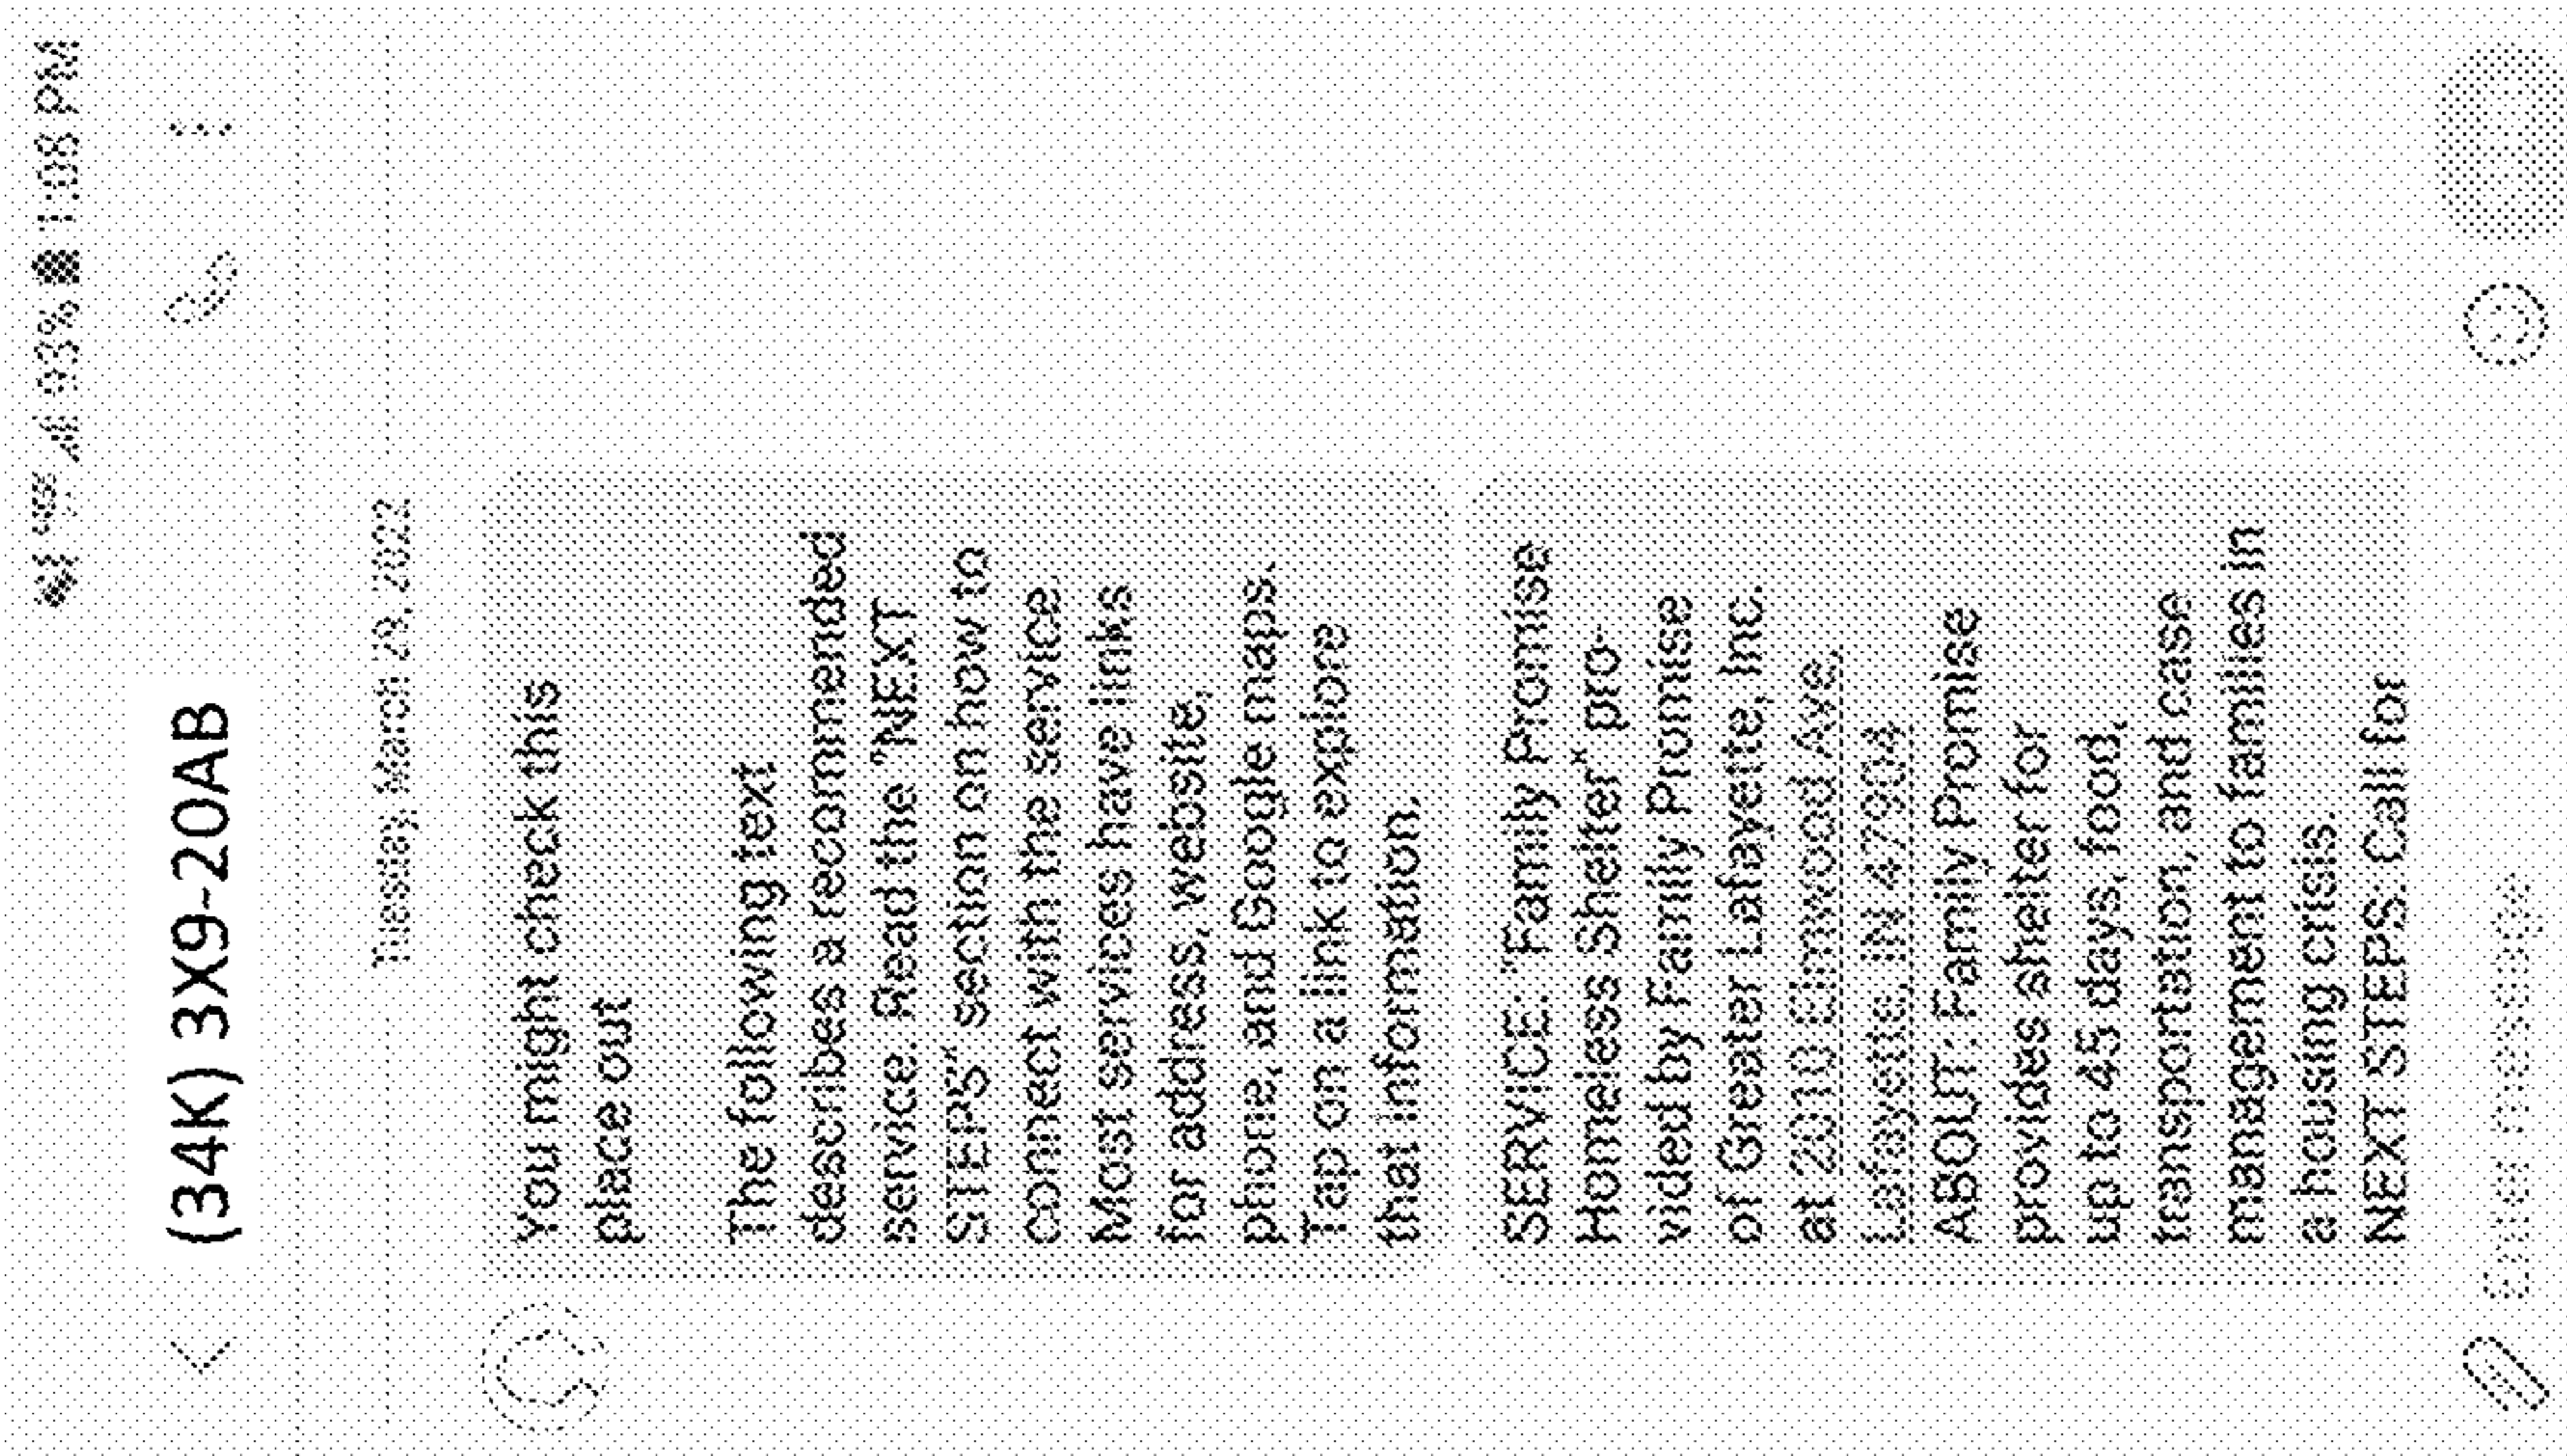 93% 1:08 PM
(34K) 3X9-20AB
Tuesday, March 29, 2022
You might check this
place out
The following text
describes a recommended
service. Read the "NEXT
STEPS" section on how to
connect with the service.
Most services have links
for address, website,
phone, and Google maps.
Tap on a link to explore
that information.
SERVICE: "Family Promise
Homeless Shelter" pro-
vided by Family Promise
of Greater Lafayette, Inc.
at 2010 Elmwood Ave,
Lafayette, IN 47904
ABOUT: Family Promise
provides shelter for
up to 45 days, food,
transportation, and case
management to families in
a housing crisis.
NEXT STEPS: Call for
Enter message